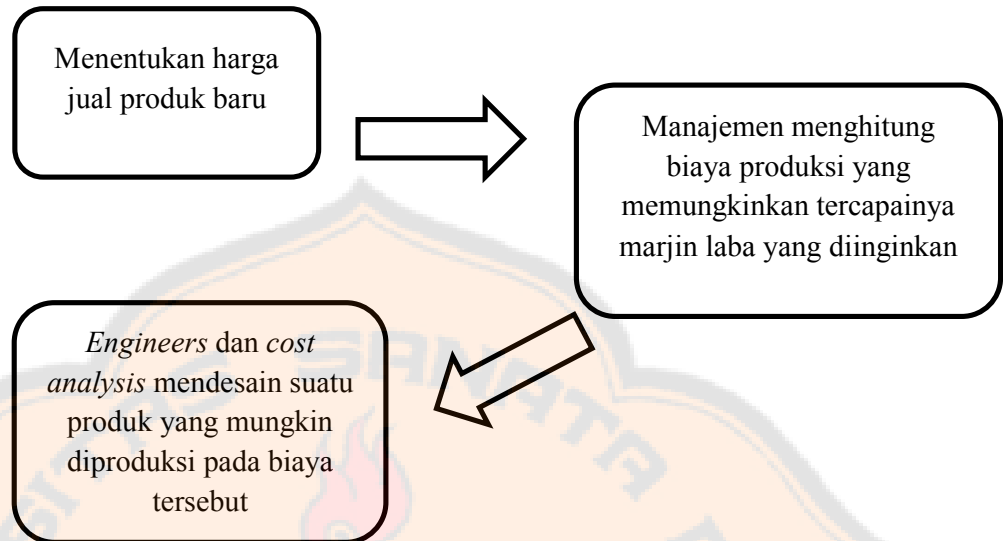 Menentukan harga
jual produk baru
Manajemen menghitung
biaya produksi yang
memungkinkan tercapainya
marjin laba yang diinginkan
Engineers dan cost
analysis mendesain suatu
produk yang mungkin
diproduksi pada biaya
tersebut
SANATA